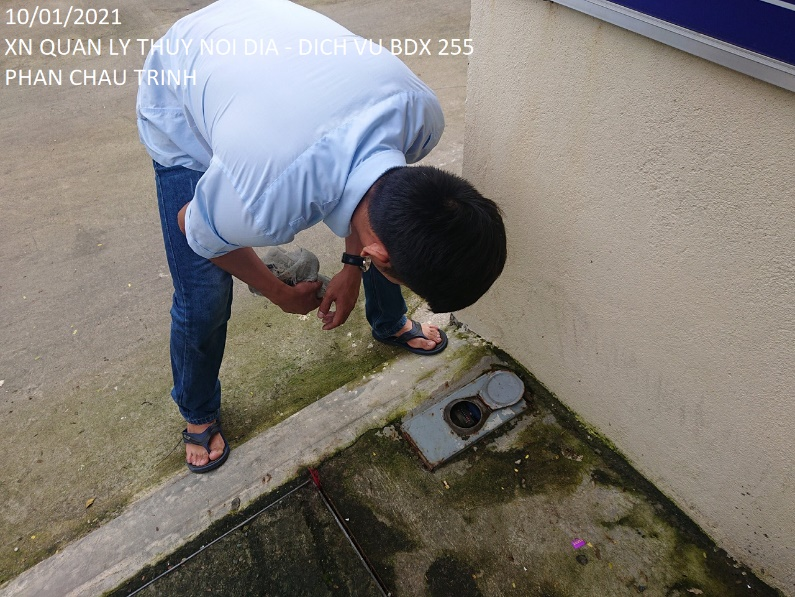 10/01/2021
XN QUAN LY THUY NOI DIA - DICH VU BDX 255
PHAN CHAU TRINH